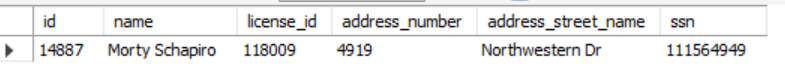 id name license_id address_number address_street_name ssn
14887 Morty Schapiro 118009 4919 Northwestern Dr 111564949